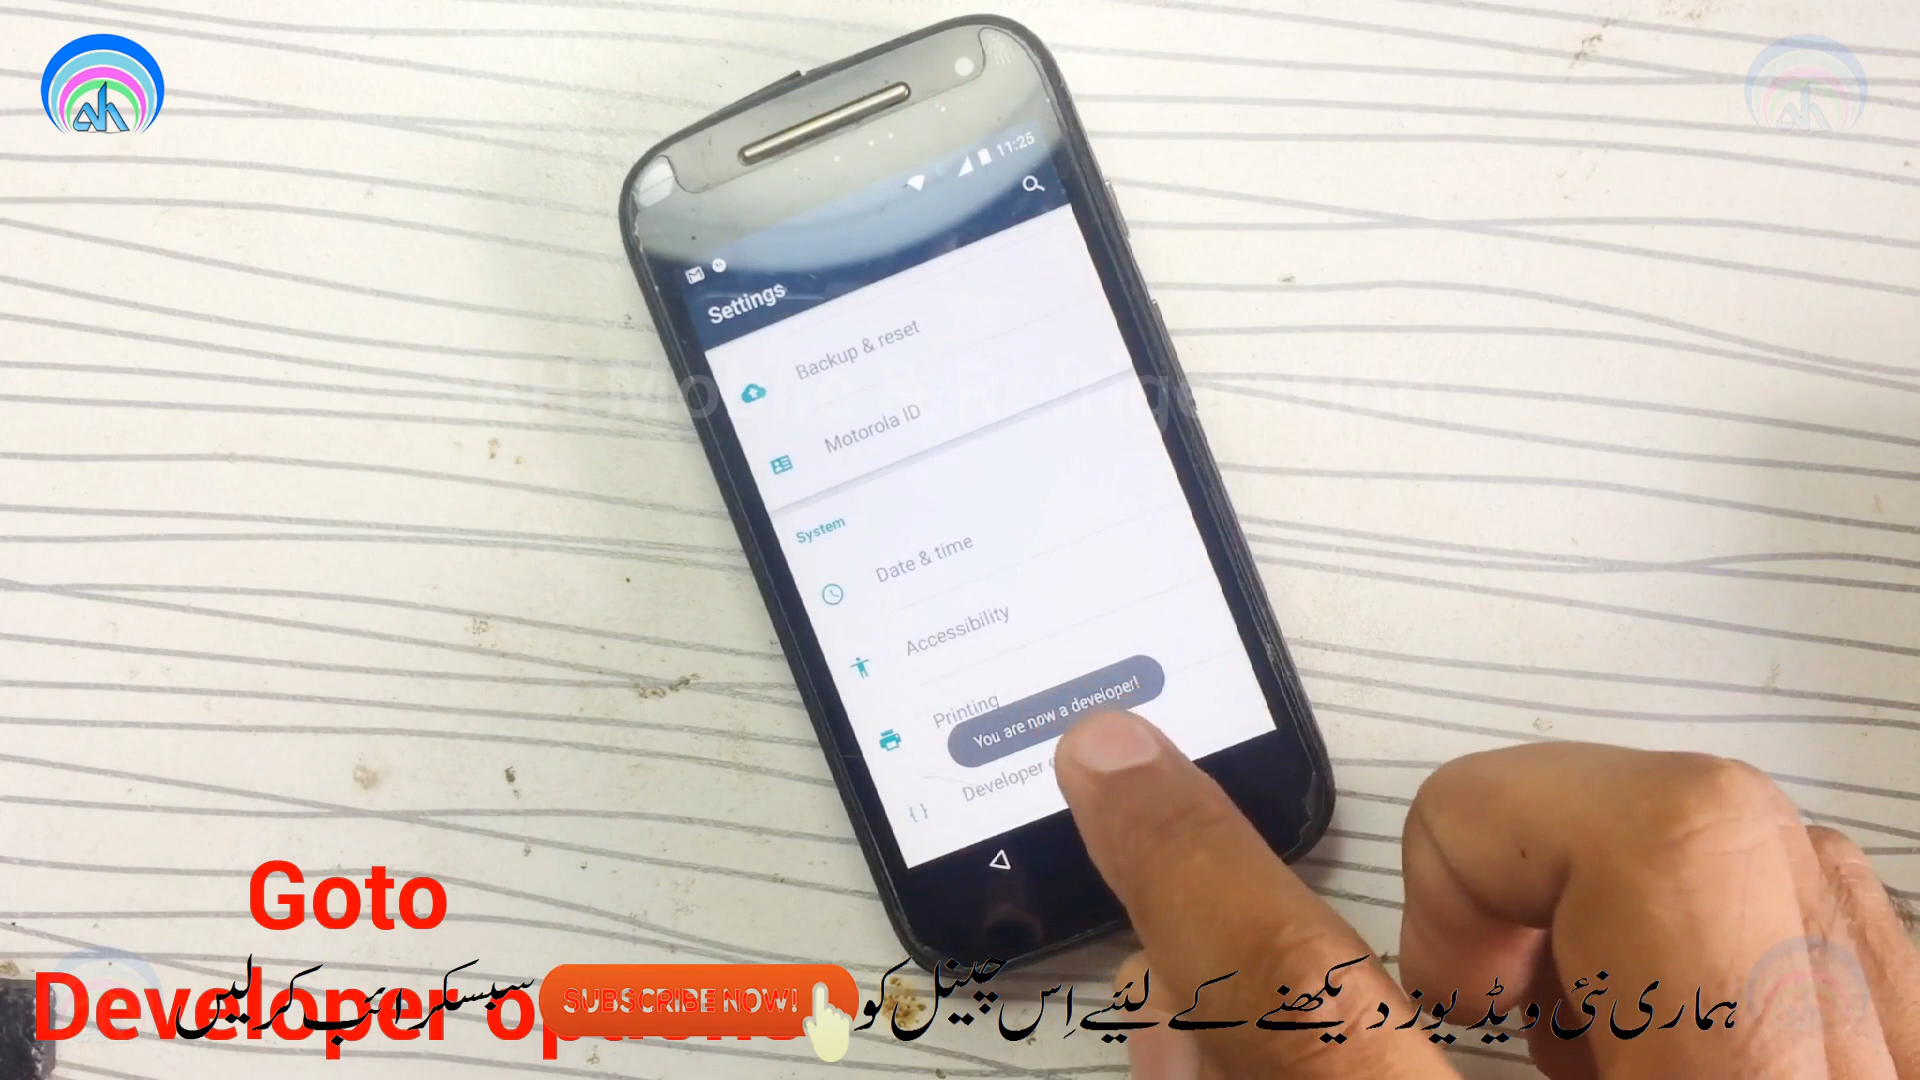 11:25
Settings
Backup & reset
Motorola ID
System
Date & time
Accessibility
Printing
You are now a developer!
Developer
Goto
Developer options
ہماری نئی ویڈیوز دیکھنے کے لیئے اِس چینل کو SUBSCRIBE NOW! سبسکرائب کرلیں